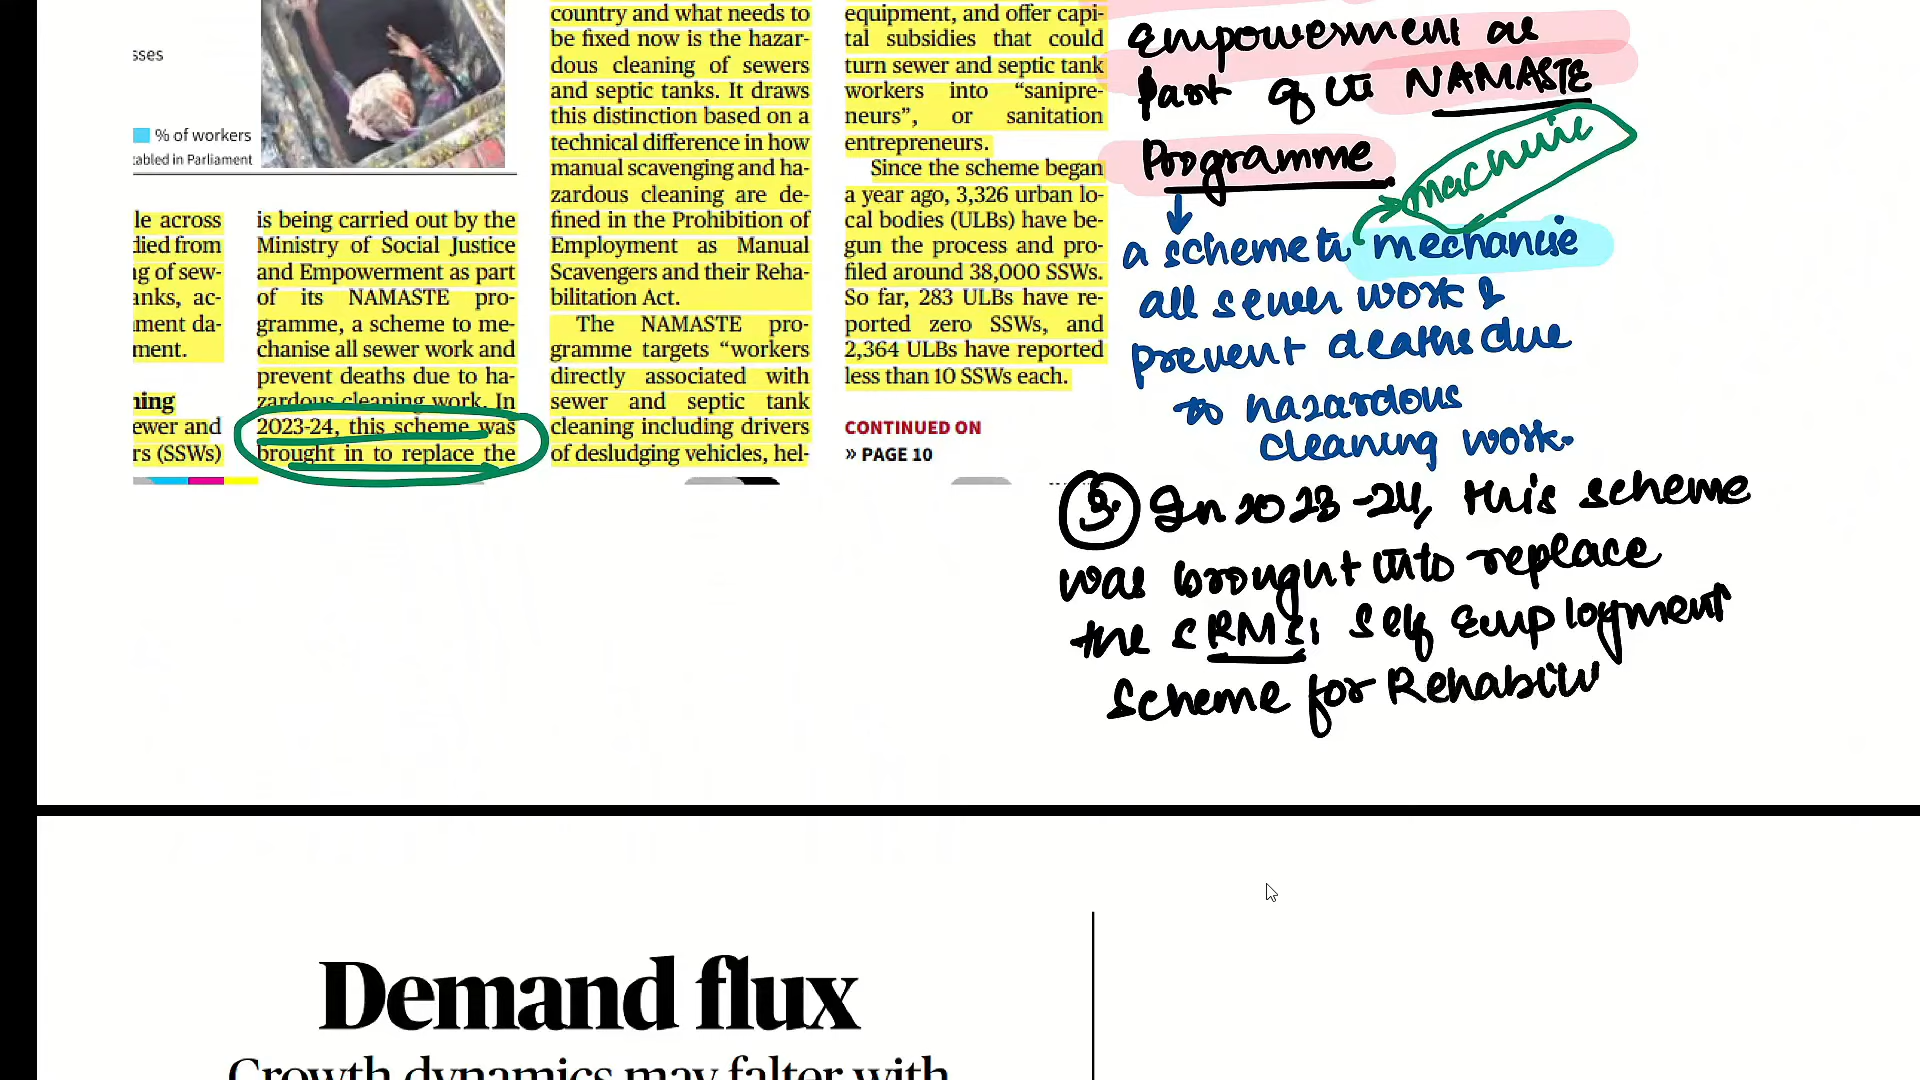 sses
% of workers
tabled in Parliament
le across
died from
ng of sew-
anks, ac-
ment da-
ment.
ning
ewer and
rs (SSWs)
is being carried out by the
Ministry of Social Justice
and Empowerment as part
of its NAMASTE pro-
gramme, a scheme to me-
chanise all sewer work and
prevent deaths due to ha-
zardous cleaning work. In
2023-24, this scheme was
brought in to replace the
country and what needs to
be fixed now is the hazar-
dous cleaning of sewers
and septic tanks. It draws
this distinction based on a
technical difference in how
manual scavenging and ha-
zardous cleaning are de-
fined in the Prohibition of
Employment as Manual
Scavengers and their Reha-
bilitation Act.
The NAMASTE pro-
gramme targets “workers
directly associated with
sewer and septic tank
cleaning including drivers
of desludging vehicles, hel-
equipment, and offer capi-
tal subsidies that could
turn sewer and septic tank
workers into “sanipre-
neurs”, or sanitation
entrepreneurs.
Since the scheme began
a year ago, 3,326 urban lo-
cal bodies (ULBs) have be-
gun the process and pro-
filed around 38,000 SSWs.
So far, 283 ULBs have re-
ported zero SSWs, and
2,364 ULBs have reported
less than 10 SSWs each.
CONTINUED ON
» PAGE 10
Empowerment as
Part of its NAMASTE
Programme
machine
a scheme to mechanise
all sewer work &
prevent deaths due
to hazardous
cleaning work.
3. In 2023-24, this scheme
was brought into replace
the SRMS: Self Employment
Scheme for Rehabilit
Demand flux
Growth dynamics may falter with